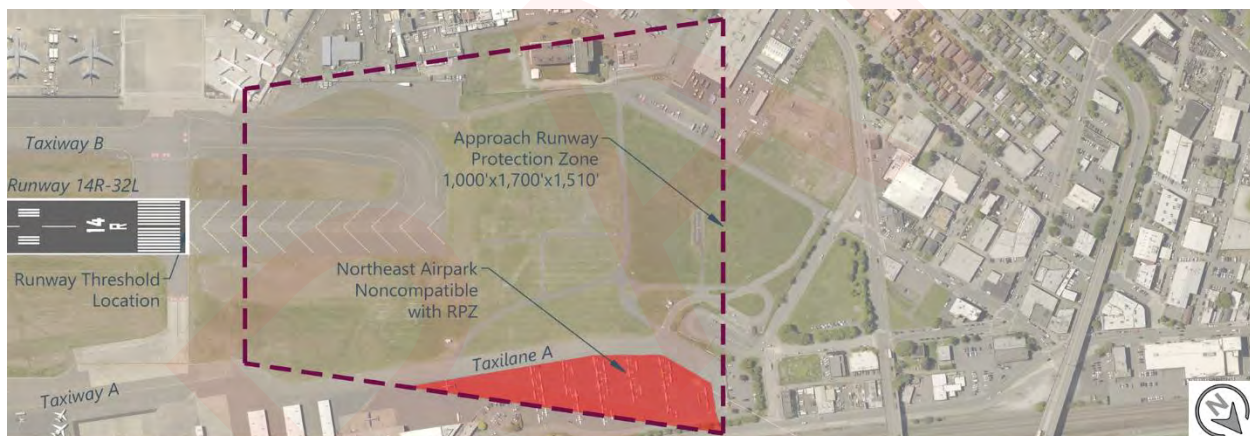 Taxiway B
Runway 14R-32L
14
R
Runway Threshold
Location
Taxiway A
Approach Runway
Protection Zone
1,000'x1,700'x1,510'
Northeast Airpark
Noncompatible
with RPZ
Taxilane A
N